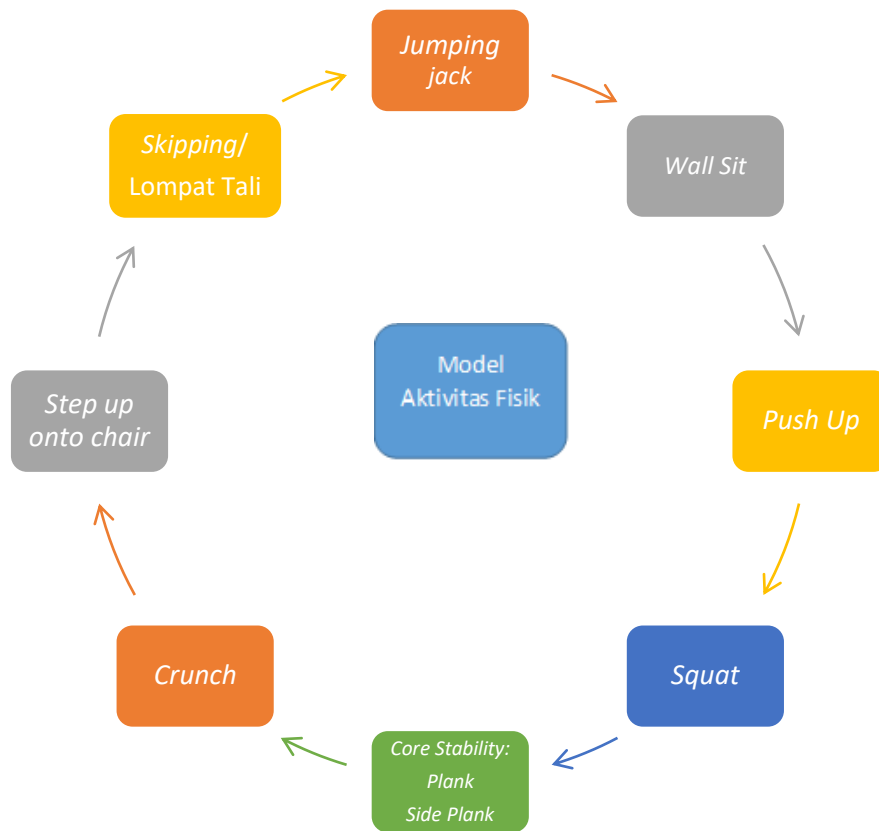 Jumping
jack
Wall Sit
Push Up
Squat
Core Stability:
Plank
Side Plank
Crunch
Step up
onto chair
Skipping/
Lompat Tali
Model
Aktivitas Fisik